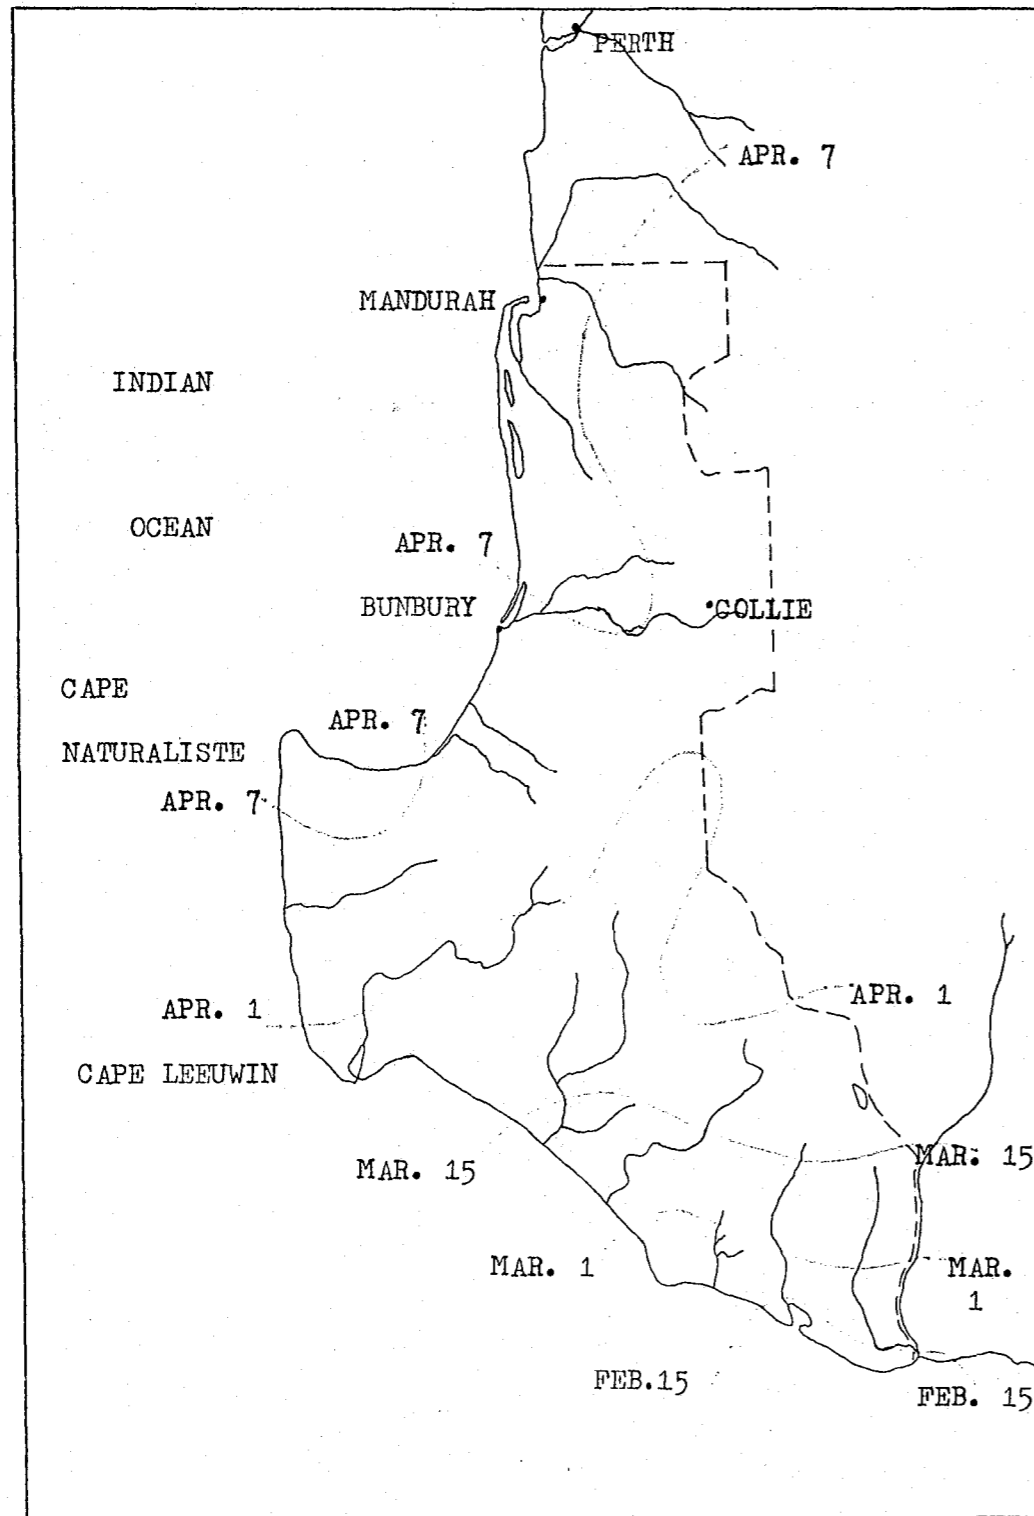 PERTH
APR. 7
MANDURAH
INDIAN
OCEAN
APR. 7
BUNBURY
COLLIE
CAPE
NATURALISTE
APR. 7
APR. 7
APR. 1
APR. 1
CAPE LEEUWIN
MAR. 15
MAR. 15
MAR. 1
MAR.
1
FEB.15
FEB. 15